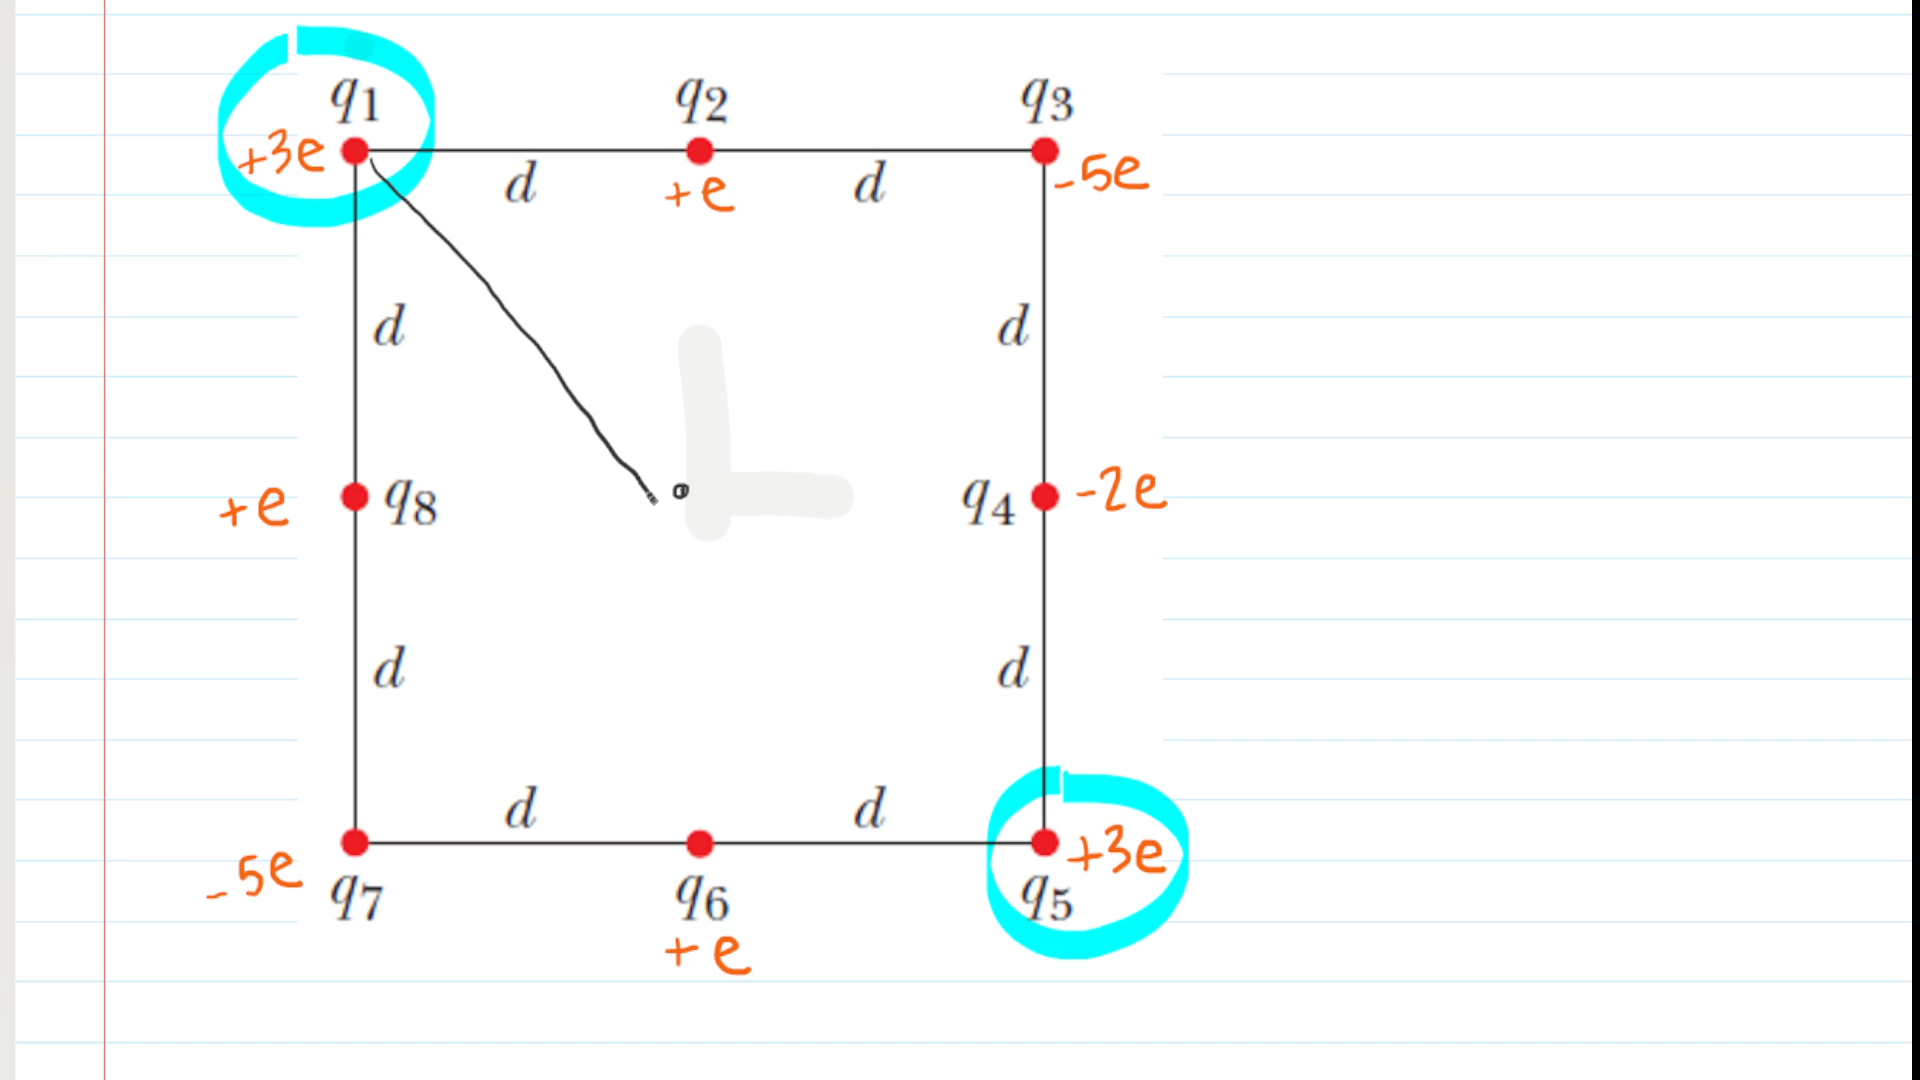 q1 q2 q3
+3e d +e d -5e
d d
+e q8 q4 -2e
d d
d d
-5e q7 q6 q5 +3e
+e